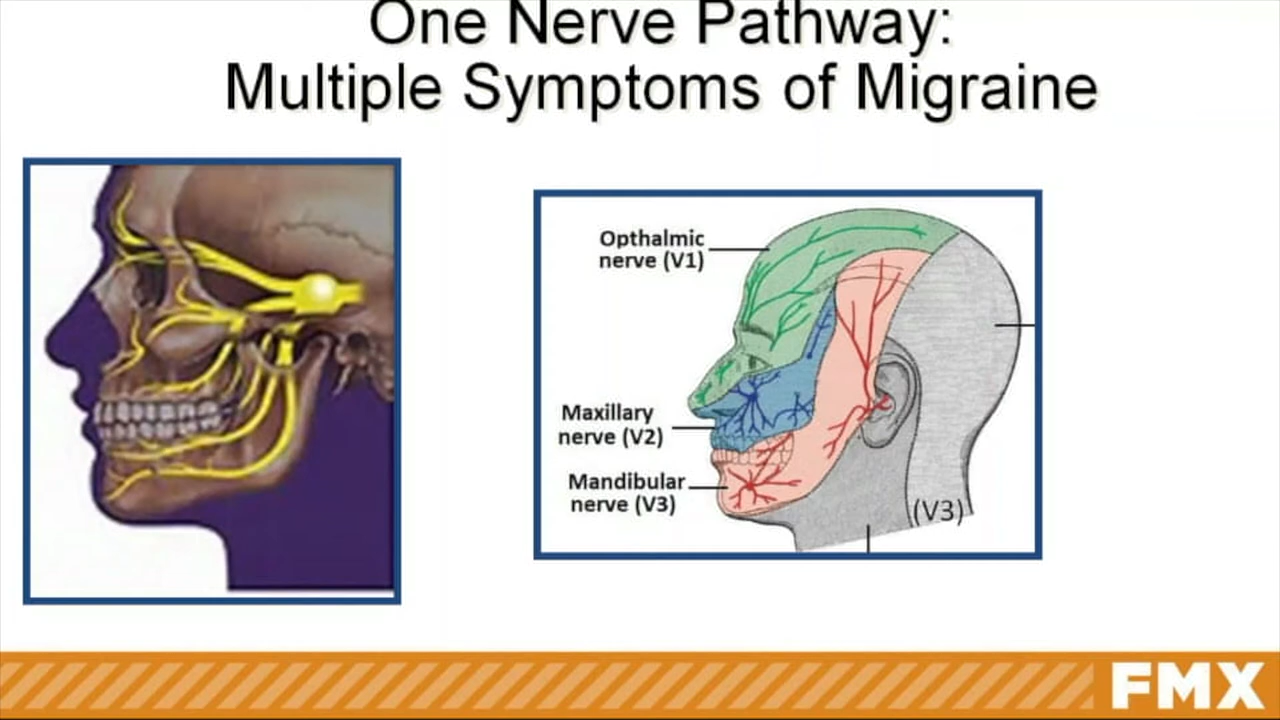 One Nerve Pathway:
Multiple Symptoms of Migraine
Opthalmic
nerve (V1)
Maxillary
nerve (V2)
Mandibular
nerve (V3)
(V3)
FMX